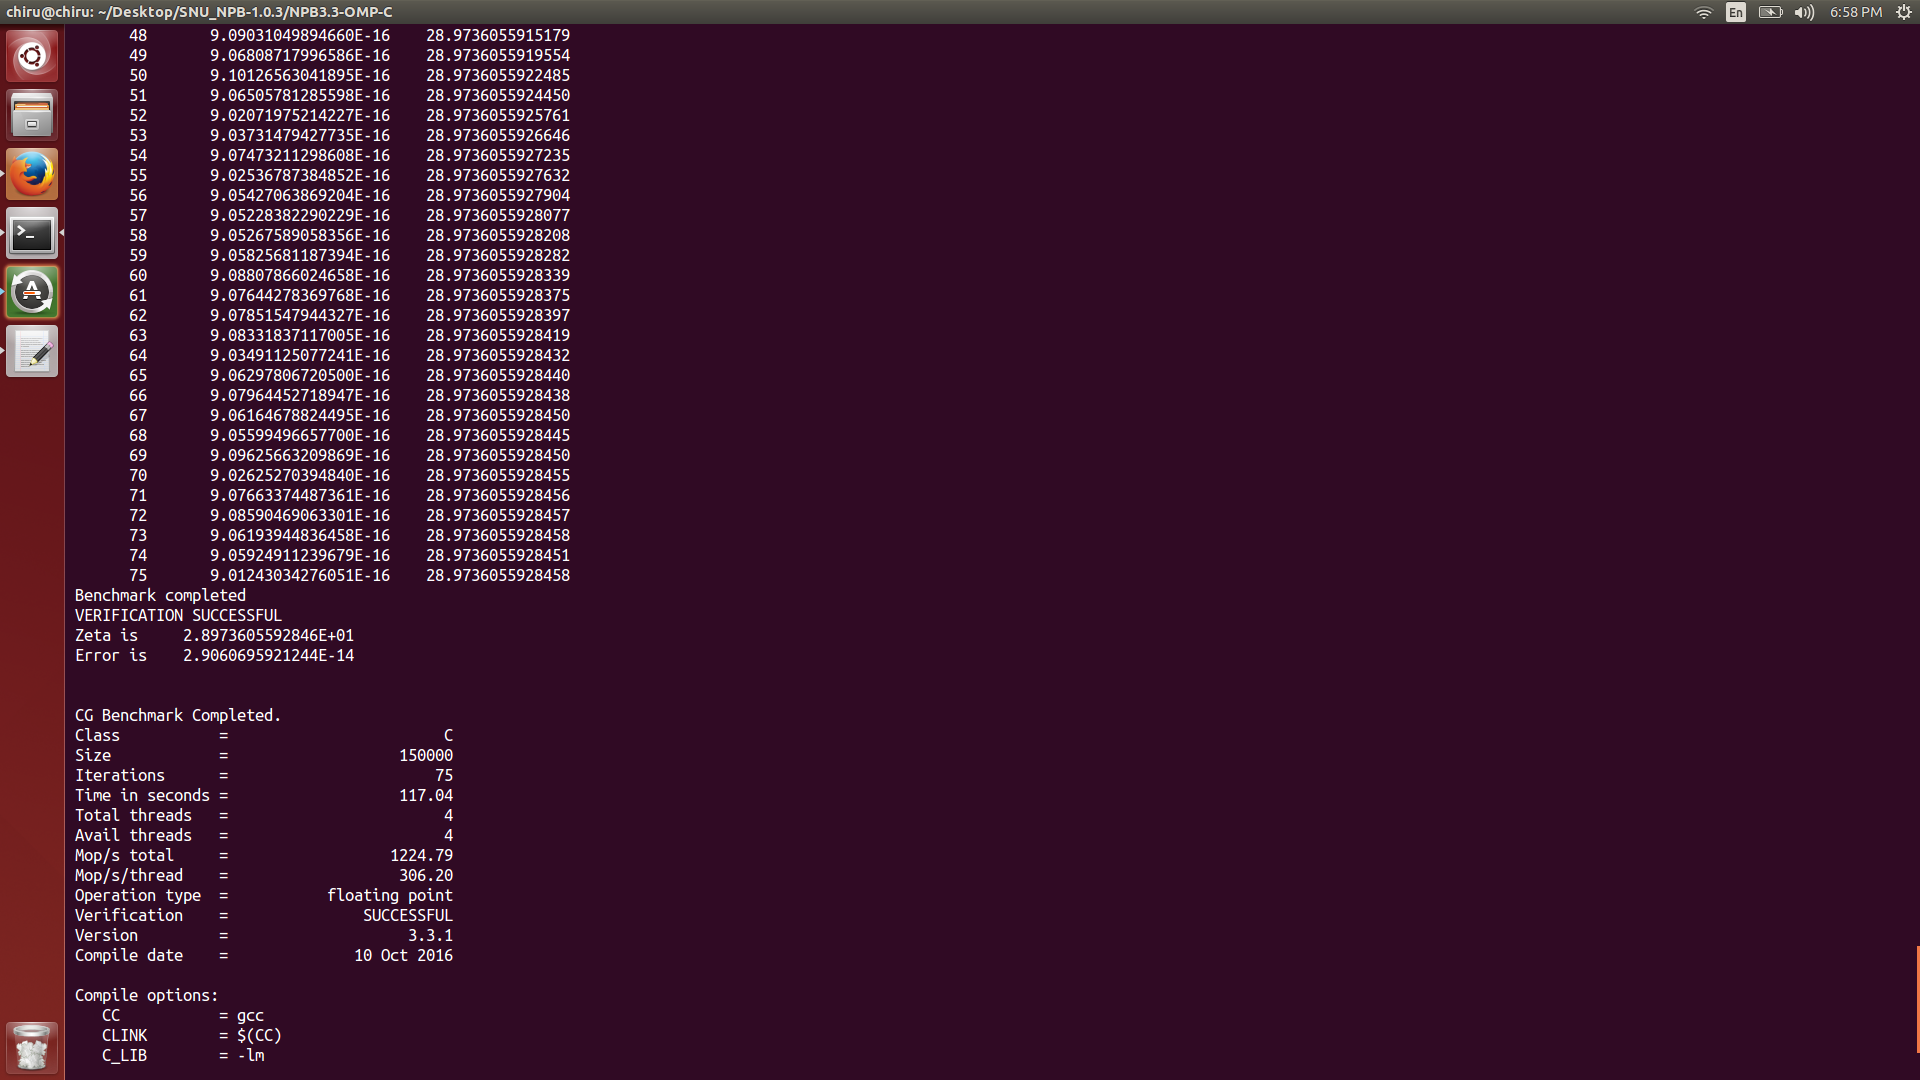 chiru@chiru: ~/Desktop/SNU_NPB-1.0.3/NPB3.3-OMP-C En 6:58 PM
48 9.09031049894660E-16 28.9736055915179
49 9.06808717996586E-16 28.9736055919554
50 9.10126563041895E-16 28.9736055922485
51 9.06505781285598E-16 28.9736055924450
52 9.02071975214227E-16 28.9736055925761
53 9.03731479427735E-16 28.9736055926646
54 9.07473211298608E-16 28.9736055927235
55 9.02536787384852E-16 28.9736055927632
56 9.05427063869204E-16 28.9736055927904
57 9.05228382290229E-16 28.9736055928077
58 9.05267589058356E-16 28.9736055928208
59 9.05825681187394E-16 28.9736055928282
60 9.08807866024658E-16 28.9736055928339
61 9.07644278369768E-16 28.9736055928375
62 9.07851547944327E-16 28.9736055928397
63 9.08331837117005E-16 28.9736055928419
64 9.03491125077241E-16 28.9736055928432
65 9.06297806720500E-16 28.9736055928440
66 9.07964452718947E-16 28.9736055928438
67 9.06164678824495E-16 28.9736055928450
68 9.05599496657700E-16 28.9736055928445
69 9.09625663209869E-16 28.9736055928450
70 9.02625270394840E-16 28.9736055928455
71 9.07663374487361E-16 28.9736055928456
72 9.08590469063301E-16 28.9736055928457
73 9.06193944836458E-16 28.9736055928458
74 9.05924911239679E-16 28.9736055928451
75 9.01243034276051E-16 28.9736055928458
Benchmark completed
VERIFICATION SUCCESSFUL
Zeta is 2.8973605592846E+01
Error is 2.9060695921244E-14
CG Benchmark Completed.
Class = C
Size = 150000
Iterations = 75
Time in seconds = 117.04
Total threads = 4
Avail threads = 4
Mop/s total = 1224.79
Mop/s/thread = 306.20
Operation type = floating point
Verification = SUCCESSFUL
Version = 3.3.1
Compile date = 10 Oct 2016
Compile options:
CC = gcc
CLINK = $(CC)
C_LIB = -lm